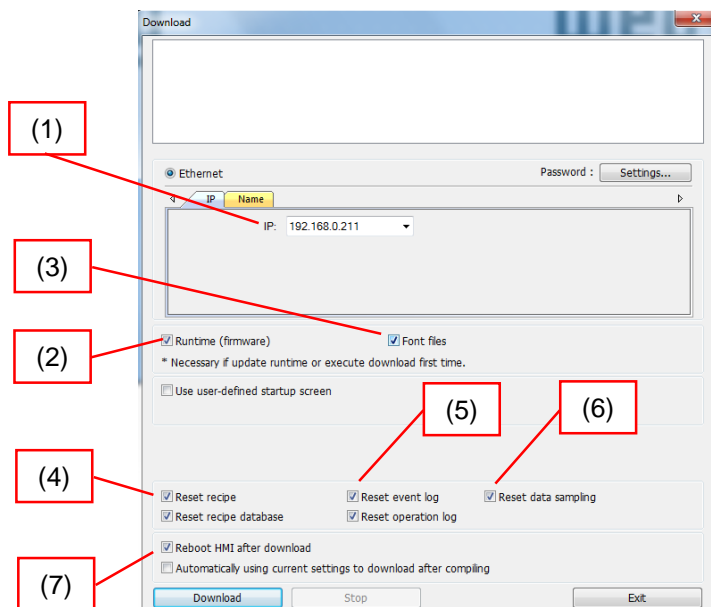 Download
(1)
Ethernet
Password :
Settings...
IP
Name
IP:
192.168.0.211
(3)
(2)
Runtime (firmware)
Font files
* Necessary if update runtime or execute download first time.
Use user-defined startup screen
(5)
(6)
(4)
Reset recipe
Reset event log
Reset data sampling
Reset recipe database
Reset operation log
Reboot HMI after download
Automatically using current settings to download after compiling
(7)
Download
Stop
Exit